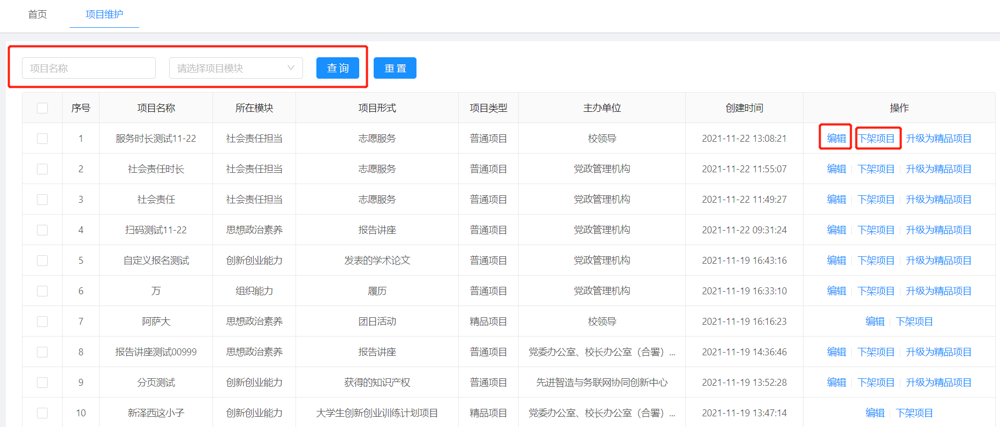 首页 项目维护
项目名称 请选择项目模块 查询 重置
序号 项目名称 所在模块 项目形式 项目类型 主办单位 创建时间 操作
1 服务时长测试11-22 社会责任担当 志愿服务 普通项目 校领导 2021-11-22 13:08:21 编辑 下架项目 升级为精品项目
2 社会责任时长 社会责任担当 志愿服务 普通项目 党政管理机构 2021-11-22 11:55:07 编辑 下架项目 升级为精品项目
3 社会责任 社会责任担当 志愿服务 普通项目 党政管理机构 2021-11-22 11:49:27 编辑 下架项目 升级为精品项目
4 扫码测试11-22 思想政治素养 报告讲座 普通项目 党政管理机构 2021-11-22 09:31:24 编辑 下架项目 升级为精品项目
5 自定义报名测试 创新创业能力 发表的学术论文 普通项目 党政管理机构 2021-11-19 16:43:16 编辑 下架项目 升级为精品项目
6 万 组织能力 履历 普通项目 党政管理机构 2021-11-19 16:33:10 编辑 下架项目 升级为精品项目
7 阿萨大 思想政治素养 团日活动 精品项目 校领导 2021-11-19 16:16:23 编辑 下架项目
8 报告讲座测试00999 思想政治素养 报告讲座 普通项目 党委办公室、校长办公室（合署）... 2021-11-19 14:36:46 编辑 下架项目 升级为精品项目
9 分页测试 创新创业能力 获得的知识产权 普通项目 先进智造与务联网协同创新中心 2021-11-19 13:52:28 编辑 下架项目 升级为精品项目
10 新泽西这小子 创新创业能力 大学生创新创业训练计划项目 精品项目 党委办公室、校长办公室（合署）... 2021-11-19 13:47:14 编辑 下架项目